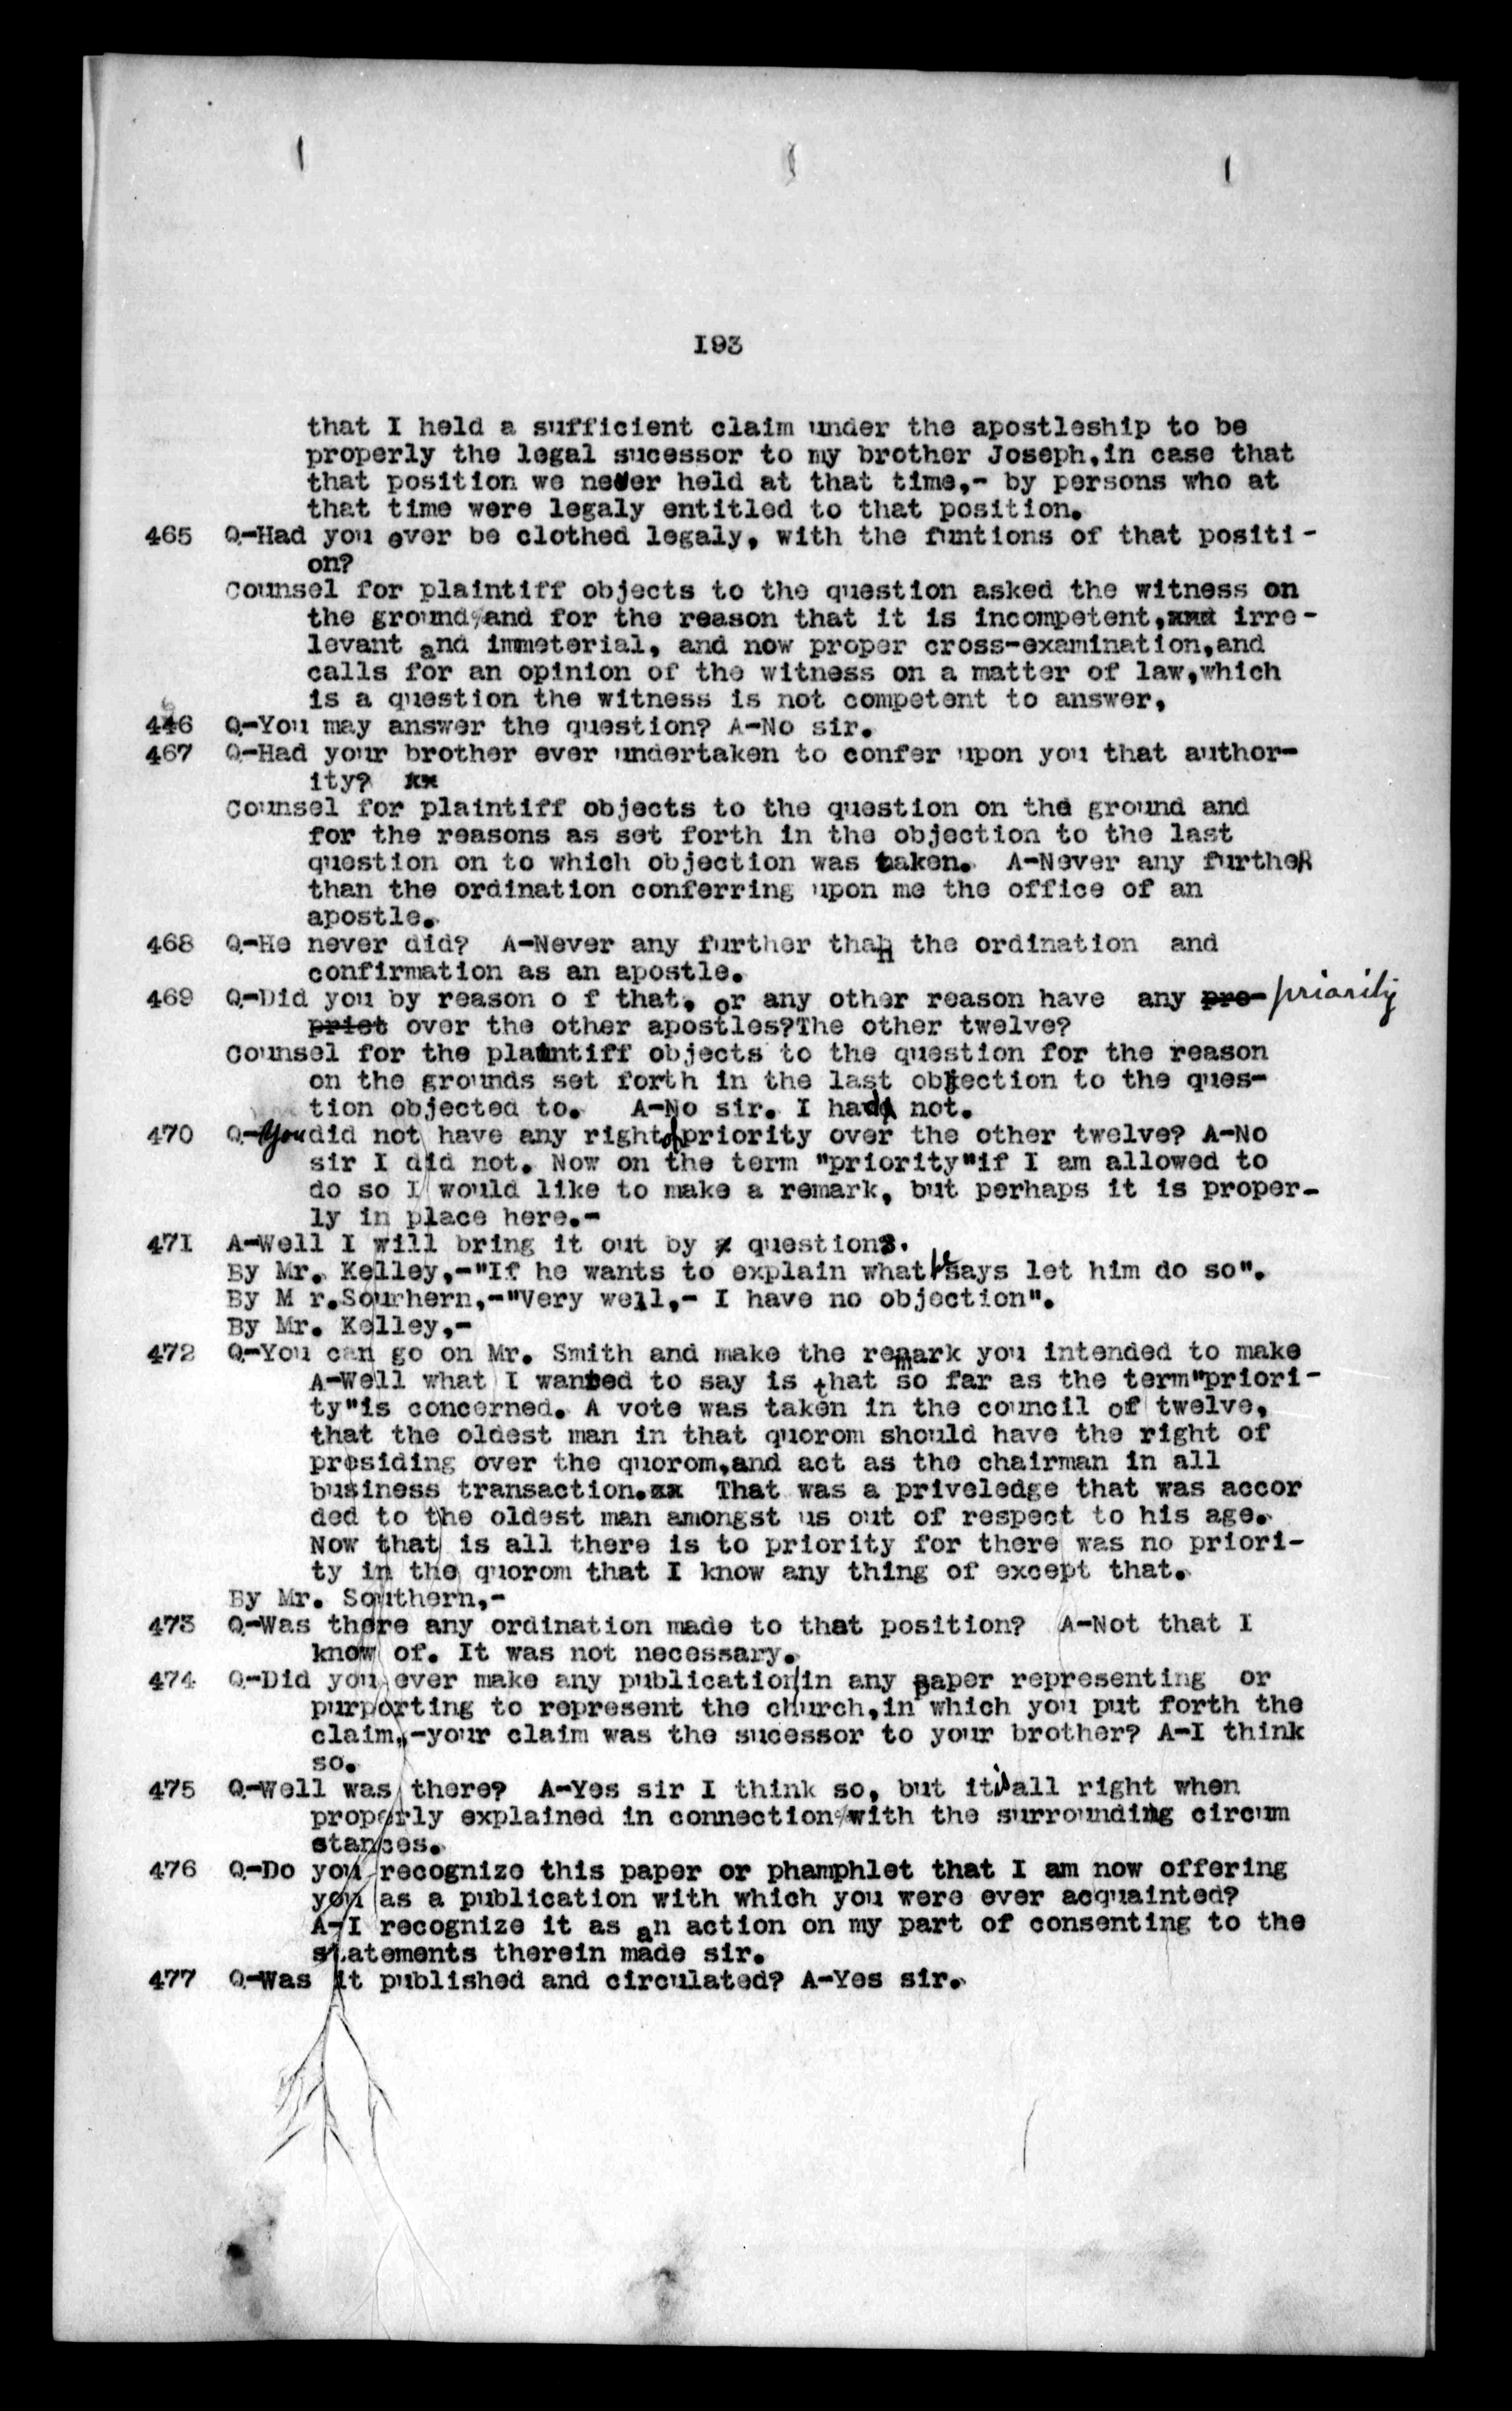 193
that I held a sufficient claim under the apostleship to be
properly the legal sucessor to my brother Joseph,in case that
that position we never held at that time,- by persons who at
that time were legaly entitled to that position.
465 Q-Had you ever be clothed legaly, with the funtions of that positi-
on?
Counsel for plaintiff objects to the question asked the witness on
the ground and for the reason that it is incompetent, irre-
levant and immeterial, and now proper cross-examination,and
calls for an opinion of the witness on a matter of law,which
is a question the witness is not competent to answer,
446 Q-You may answer the question? A-No sir.
467 Q-Had your brother ever undertaken to confer upon you that author-
ity? xx
Counsel for plaintiff objects to the question on the ground and
for the reasons as set forth in the objection to the last
question on to which objection was taken. A-Never any further
than the ordination conferring upon me the office of an
apostle.
468 Q-He never did? A-Never any further than the ordination and
confirmation as an apostle.
469 Q-Did you by reason o f that, or any other reason have any pro- priority
priet over the other apostles?The other twelve?
Counsel for the plaintiff objects to the question for the reason
on the grounds set forth in the last objection to the ques-
tion objected to. A-No sir. I had not.
470 Q-You did not have any right of priority over the other twelve? A-No
sir I did not. Now on the term "priority"if I am allowed to
do so I would like to make a remark, but perhaps it is proper-
ly in place here.-
471 A-Well I will bring it out by questions.
By Mr. Kelley,-"If he wants to explain what he says let him do so".
By M r.Sourhern,-"Very well,- I have no objection".
By Mr. Kelley,-
472 Q-You can go on Mr. Smith and make the remark you intended to make
A-Well what I wanted to say is that so far as the term"priori-
ty"is concerned. A vote was taken in the council of twelve,
that the oldest man in that quorom should have the right of
presiding over the quorom,and act as the chairman in all
business transaction.xx That was a priveledge that was accor
ded to the oldest man amongst us out of respect to his age.
Now that is all there is to priority for there was no priori-
ty in the quorom that I know any thing of except that.
By Mr. Southern,-
473 Q-Was there any ordination made to that position? A-Not that I
know of. It was not necessary.
474 Q-Did you ever make any publication in any paper representing or
purporting to represent the church,in which you put forth the
claim,-your claim was the sucessor to your brother? A-I think
so.
475 Q-Well was there? A-Yes sir I think so, but it is all right when
properly explained in connection with the surrounding circum
stances.
476 Q-Do you recognize this paper or phamphlet that I am now offering
you as a publication with which you were ever acquainted?
A-I recognize it as an action on my part of consenting to the
statements therein made sir.
477 Q-Was it published and circulated? A-Yes sir.